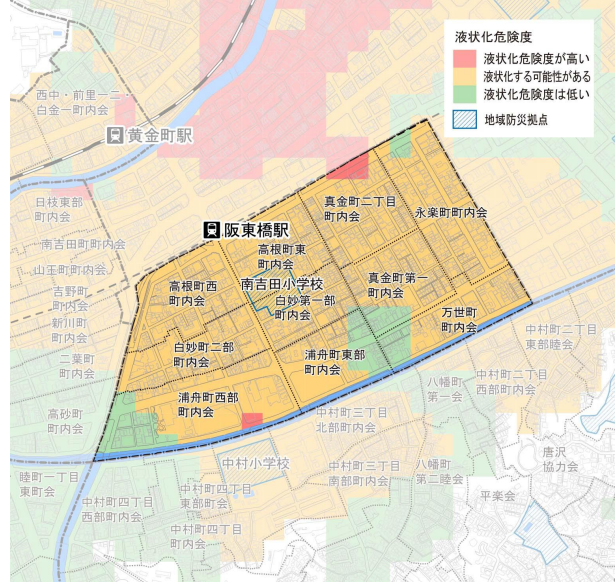 液状化危険度
液状化危険度が高い
液状化する可能性がある
液状化危険度は低い
地域防災拠点
西中・前里一二・
白金一町内会
黄金町駅
日枝東部
町内会
南吉田町町内会
山王町町内会
吉野町
町内会
新川町
町内会
二葉町
町内会
高砂町
町内会
睦町一丁目
東町会
阪東橋駅
真金町二丁目
町内会
永楽町町内会
高根町東
町内会
高根町西
町内会
南吉田小学校
白妙第一部
町内会
真金町第一
町内会
万世町
町内会
白妙町二部
町内会
浦舟町東部
町内会
浦舟町西部
町内会
中村町二丁目
東部睦会
中村町二丁目
西部町内会
八幡町
第一会
中村町三丁目
北部町内会
中村小学校
中村町三丁目
南部町内会
八幡町
第二睦会
唐沢
協力会
平楽会
中村町四丁目
西部町内会
中村町四丁目
東部町会
中村町四丁目
町内会